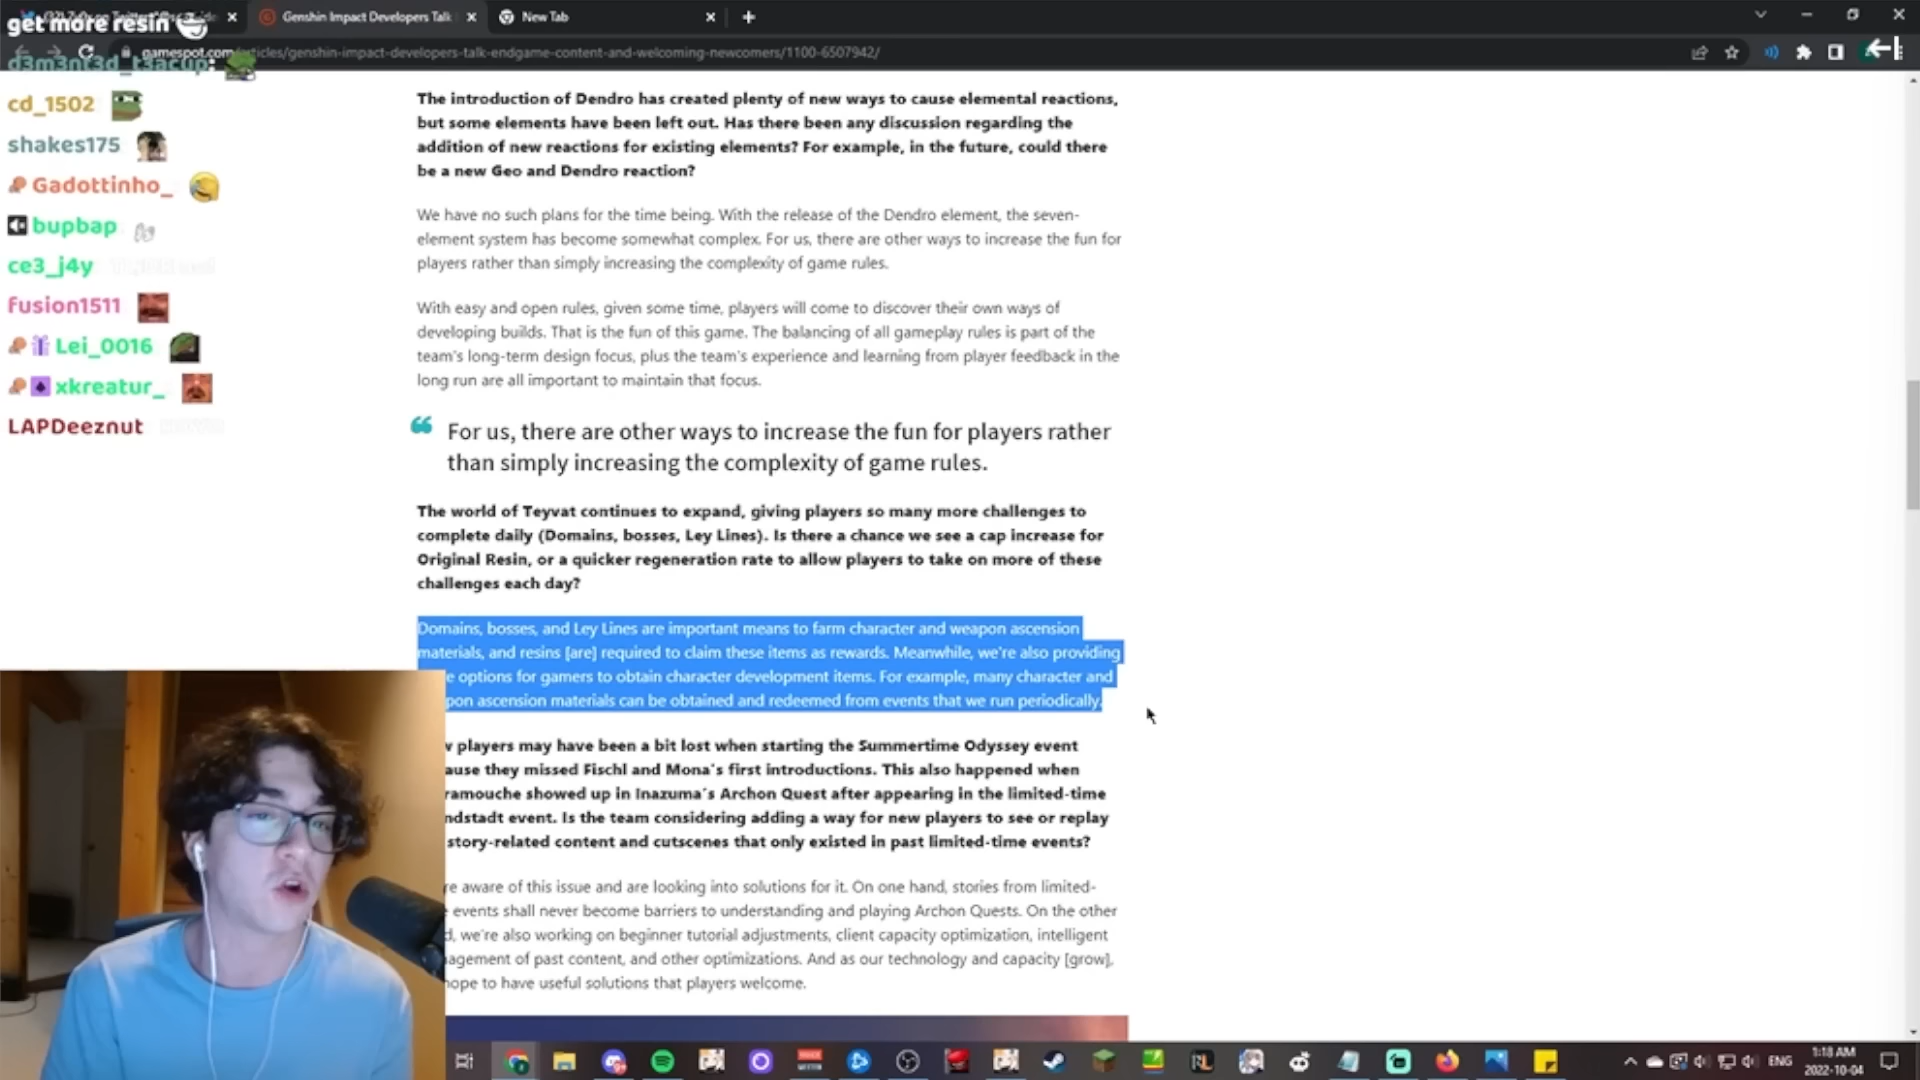 get more resin
Genshin Impact Developers Talk
New Tab
gamespot.com/articles/genshin-impact-developers-talk-endgame-content-and-welcoming-newcomers/1100-6507942/
d3m3nt3d_t3acup:
cd_1502
shakes175
Gadottinho_
bupbap
ce3_j4y
fusion1511
Lei_0016
xkreatur_
LAPDeeznut
The introduction of Dendro has created plenty of new ways to cause elemental reactions,
but some elements have been left out. Has there been any discussion regarding the
addition of new reactions for existing elements? For example, in the future, could there
be a new Geo and Dendro reaction?
We have no such plans for the time being. With the release of the Dendro element, the seven-
element system has become somewhat complex. For us, there are other ways to increase the fun for
players rather than simply increasing the complexity of game rules.
With easy and open rules, given some time, players will come to discover their own ways of
developing builds. That is the fun of this game. The balancing of all gameplay rules is part of the
team's long-term design focus, plus the team's experience and learning from player feedback in the
long run are all important to maintain that focus.
“ For us, there are other ways to increase the fun for players rather
than simply increasing the complexity of game rules.
The world of Teyvat continues to expand, giving players so many more challenges to
complete daily (Domains, bosses, Ley Lines). Is there a chance we see a cap increase for
Original Resin, or a quicker regeneration rate to allow players to take on more of these
challenges each day?
Domains, bosses, and Ley Lines are important means to farm character and weapon ascension
materials, and resins [are] required to claim these items as rewards. Meanwhile, we're also providing
e options for gamers to obtain character development items. For example, many character and
pon ascension materials can be obtained and redeemed from events that we run periodically.
w players may have been a bit lost when starting the Summertime Odyssey event
ause they missed Fischl and Mona's first introductions. This also happened when
ramouche showed up in Inazuma's Archon Quest after appearing in the limited-time
ndstadt event. Is the team considering adding a way for new players to see or replay
story-related content and cutscenes that only existed in past limited-time events?
re aware of this issue and are looking into solutions for it. On one hand, stories from limited-
events shall never become barriers to understanding and playing Archon Quests. On the other
d, we're also working on beginner tutorial adjustments, client capacity optimization, intelligent
agement of past content, and other optimizations. And as our technology and capacity [grow],
hope to have useful solutions that players welcome.
ENG
1:18 AM
2022-10-04